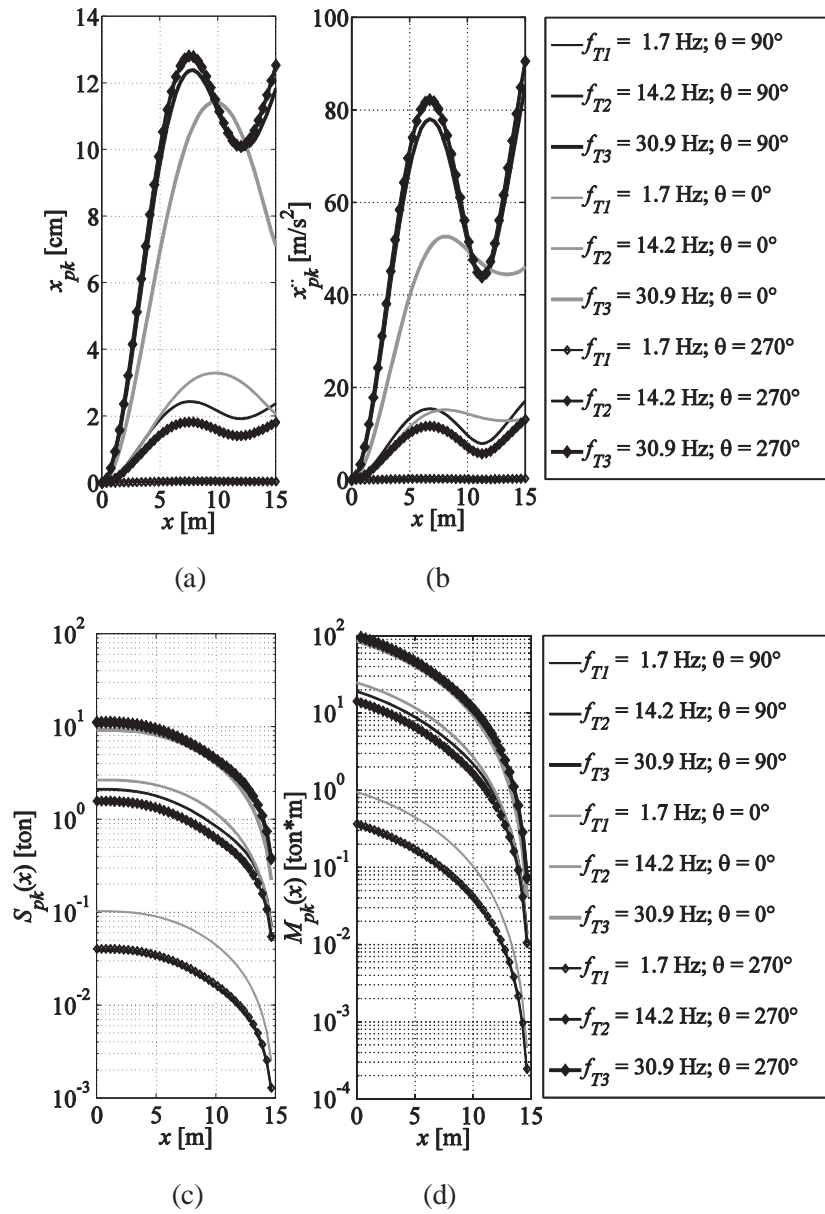 14
12
10
8
6
4
2
0
x_pk [cm]
0 5 10 15
x [m]
(a)
100
80
60
40
20
0
ẍ_pk [m/s²]
0 5 10 15
x [m]
(b)
f_T1 = 1.7 Hz; θ = 90°
f_T2 = 14.2 Hz; θ = 90°
f_T3 = 30.9 Hz; θ = 90°
f_T1 = 1.7 Hz; θ = 0°
f_T2 = 14.2 Hz; θ = 0°
f_T3 = 30.9 Hz; θ = 0°
f_T1 = 1.7 Hz; θ = 270°
f_T2 = 14.2 Hz; θ = 270°
f_T3 = 30.9 Hz; θ = 270°
10²
10¹
10⁰
10⁻¹
10⁻²
10⁻³
S_pk(x) [ton]
0 5 10 15
x [m]
(c)
10²
10¹
10⁰
10⁻¹
10⁻²
10⁻³
10⁻⁴
M_pk(x) [ton*m]
0 5 10 15
x [m]
(d)
f_T1 = 1.7 Hz; θ = 90°
f_T2 = 14.2 Hz; θ = 90°
f_T3 = 30.9 Hz; θ = 90°
f_T1 = 1.7 Hz; θ = 0°
f_T2 = 14.2 Hz; θ = 0°
f_T3 = 30.9 Hz; θ = 0°
f_T1 = 1.7 Hz; θ = 270°
f_T2 = 14.2 Hz; θ = 270°
f_T3 = 30.9 Hz; θ = 270°